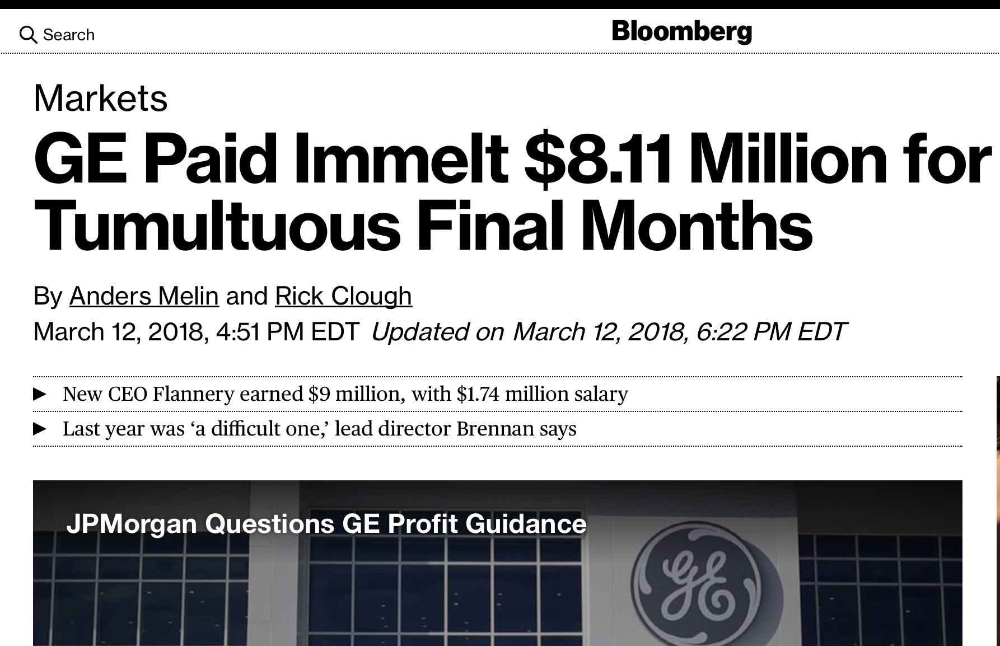 Search
Bloomberg
Markets
GE Paid Immelt $8.11 Million for
Tumultuous Final Months
By Anders Melin and Rick Clough
March 12, 2018, 4:51 PM EDT Updated on March 12, 2018, 6:22 PM EDT
▶ New CEO Flannery earned $9 million, with $1.74 million salary
▶ Last year was ‘a difficult one,’ lead director Brennan says
JPMorgan Questions GE Profit Guidance
GE